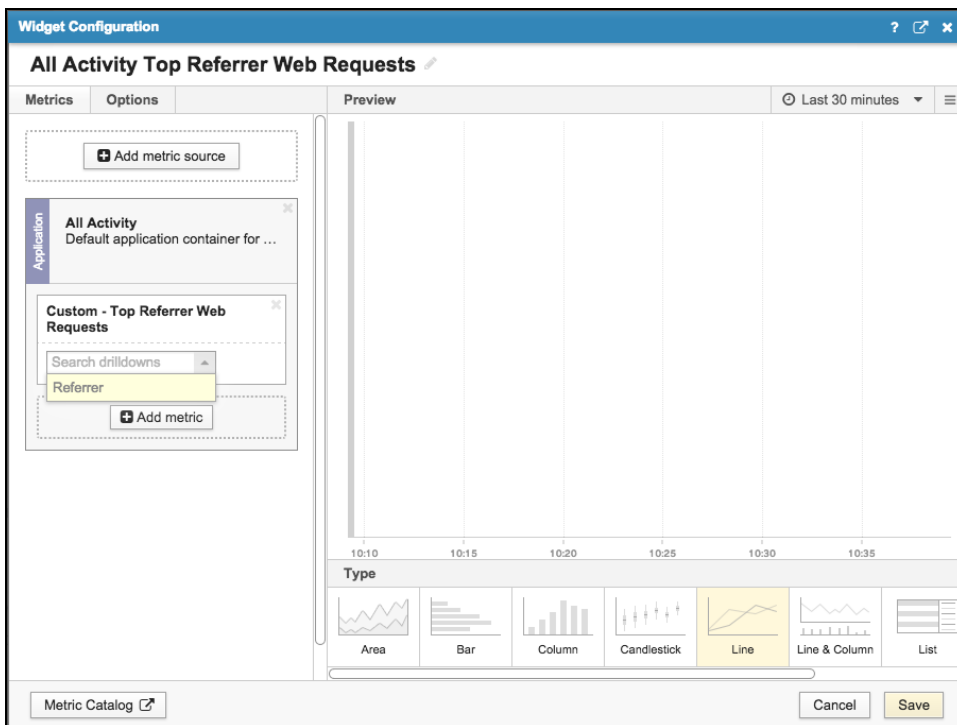 Widget Configuration
?
All Activity Top Referrer Web Requests
Metrics
Options
Preview
Last 30 minutes
Add metric source
Application
All Activity
Default application container for ...
Custom - Top Referrer Web
Requests
Search drilldowns
Referrer
Add metric
10:10
10:15
10:20
10:25
10:30
10:35
Type
Area
Bar
Column
Candlestick
Line
Line & Column
List
Metric Catalog
Cancel
Save